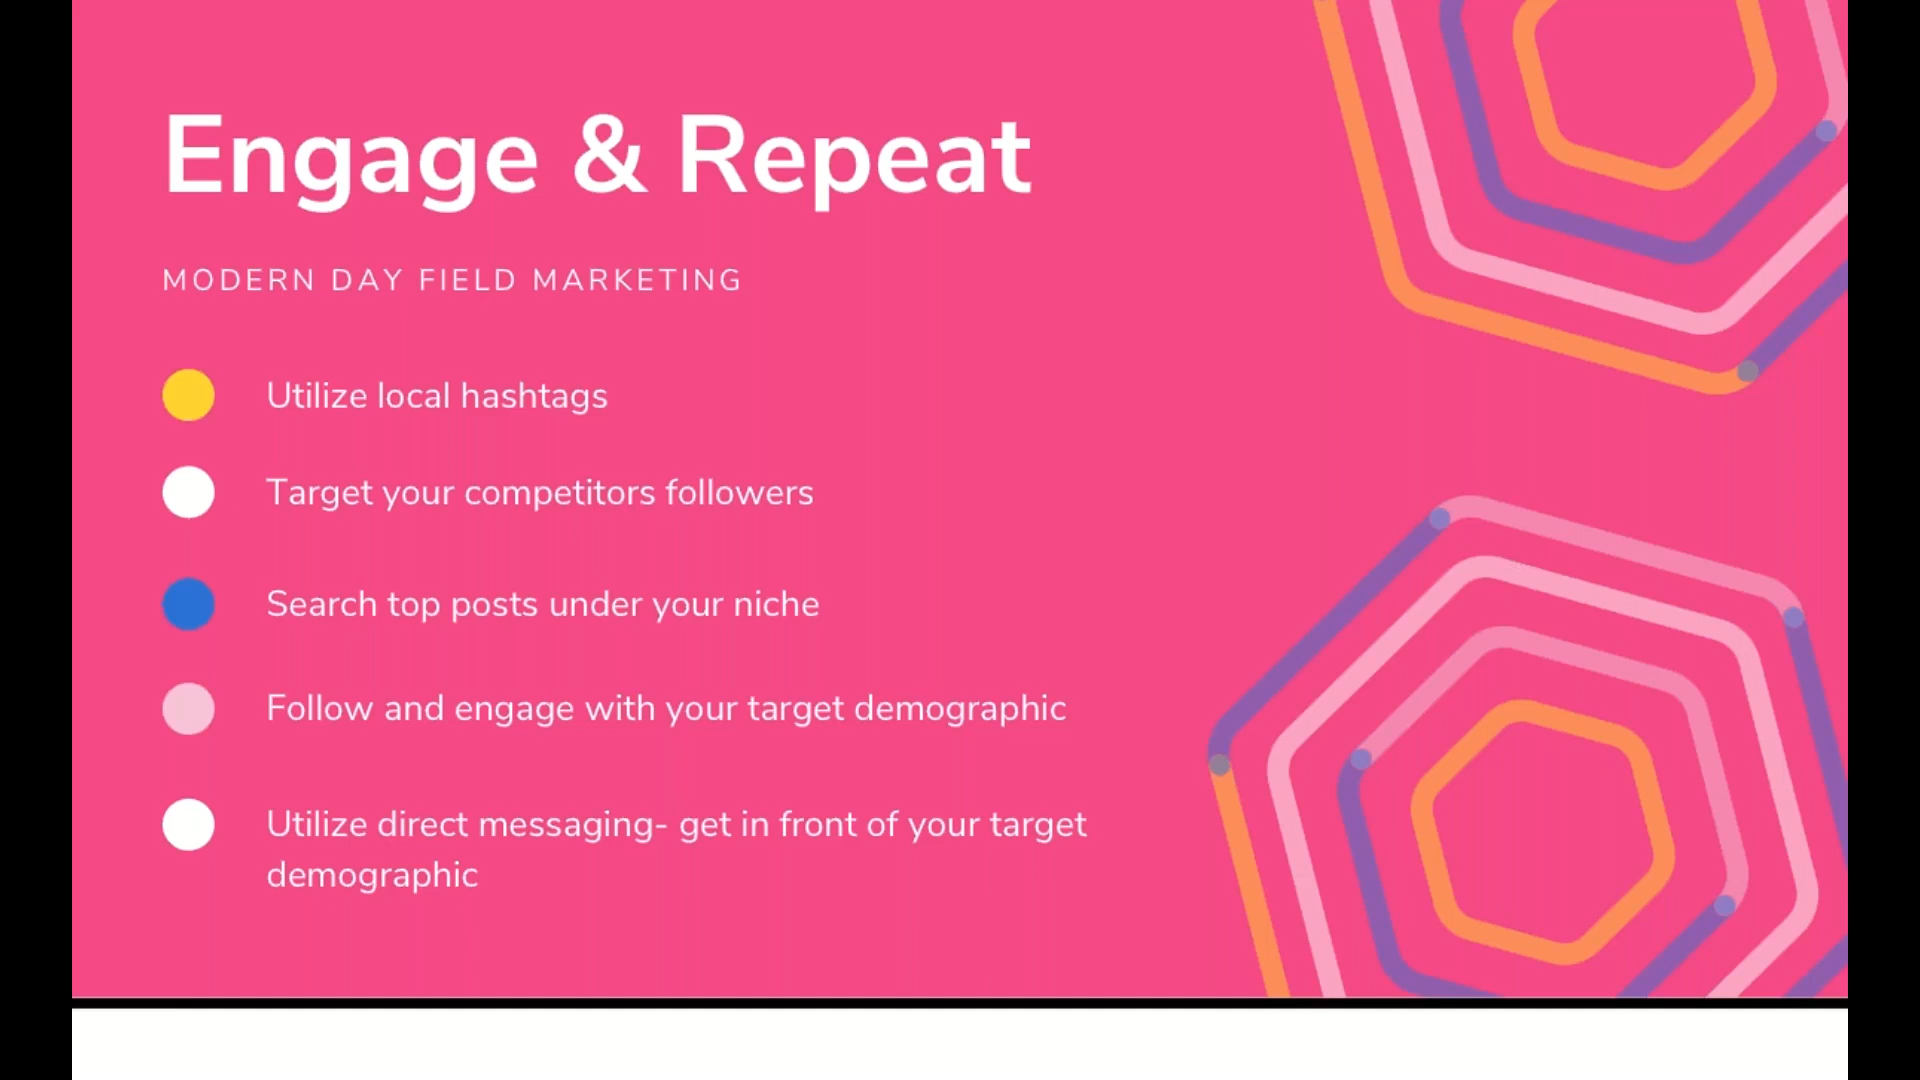 Engage & Repeat
MODERN DAY FIELD MARKETING
Utilize local hashtags
Target your competitors followers
Search top posts under your niche
Follow and engage with your target demographic
Utilize direct messaging- get in front of your target
demographic